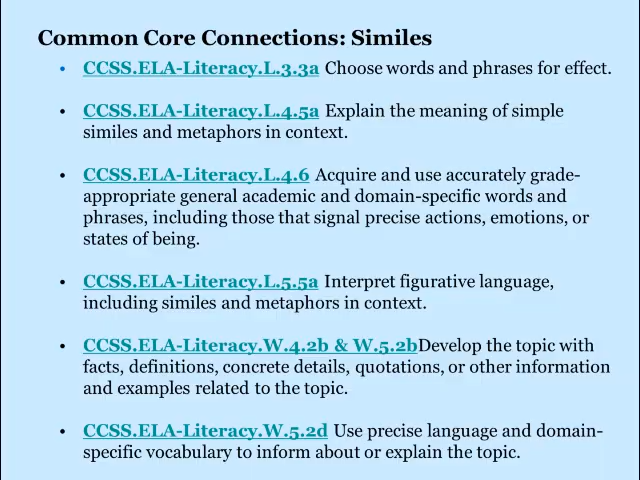 Common Core Connections: Similes
• CCSS.ELA-Literacy.L.3.3a Choose words and phrases for effect.
• CCSS.ELA-Literacy.L.4.5a Explain the meaning of simple
similes and metaphors in context.
• CCSS.ELA-Literacy.L.4.6 Acquire and use accurately grade-
appropriate general academic and domain-specific words and
phrases, including those that signal precise actions, emotions, or
states of being.
• CCSS.ELA-Literacy.L.5.5a Interpret figurative language,
including similes and metaphors in context.
• CCSS.ELA-Literacy.W.4.2b & W.5.2bDevelop the topic with
facts, definitions, concrete details, quotations, or other information
and examples related to the topic.
• CCSS.ELA-Literacy.W.5.2d Use precise language and domain-
specific vocabulary to inform about or explain the topic.